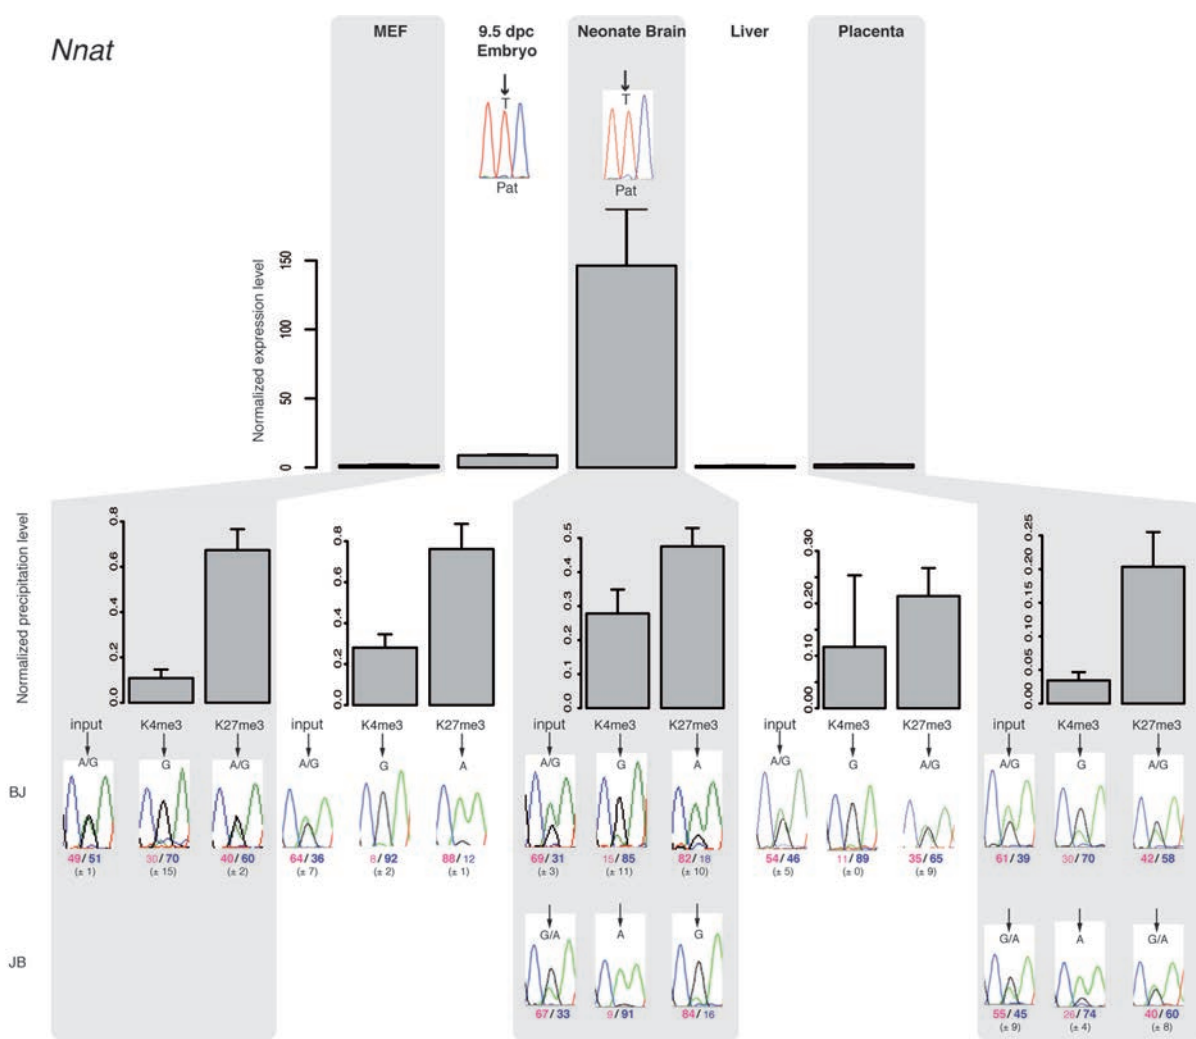 Nnat
MEF
9.5 dpc
Embryo
Neonate Brain
Liver
Placenta
T
T
Pat
Pat
Normalized expression level
150
100
50
0
Normalized precipitation level
0.8
0.6
0.4
0.2
0.0
0.8
0.6
0.4
0.2
0.0
0.5
0.4
0.3
0.2
0.1
0.0
0.30
0.20
0.10
0.00
0.25
0.20
0.15
0.10
0.05
0.00
input K4me3 K27me3 input K4me3 K27me3 input K4me3 K27me3 input K4me3 K27me3 input K4me3 K27me3
BJ
A/G G A/G A/G G A A/G G A A/G G A/G A/G G A/G
49/51 30/70 40/60 64/36 8/92 88/12 69/31 15/85 82/18 54/46 11/89 35/65 61/39 30/70 42/58
(± 1) (± 15) (± 2) (± 7) (± 2) (± 1) (± 3) (± 11) (± 10) (± 5) (± 0) (± 9)
JB
G/A A G G/A A G/A
67/33 9/91 84/16 55/45 26/74 40/60
(± 9) (± 4) (± 8)